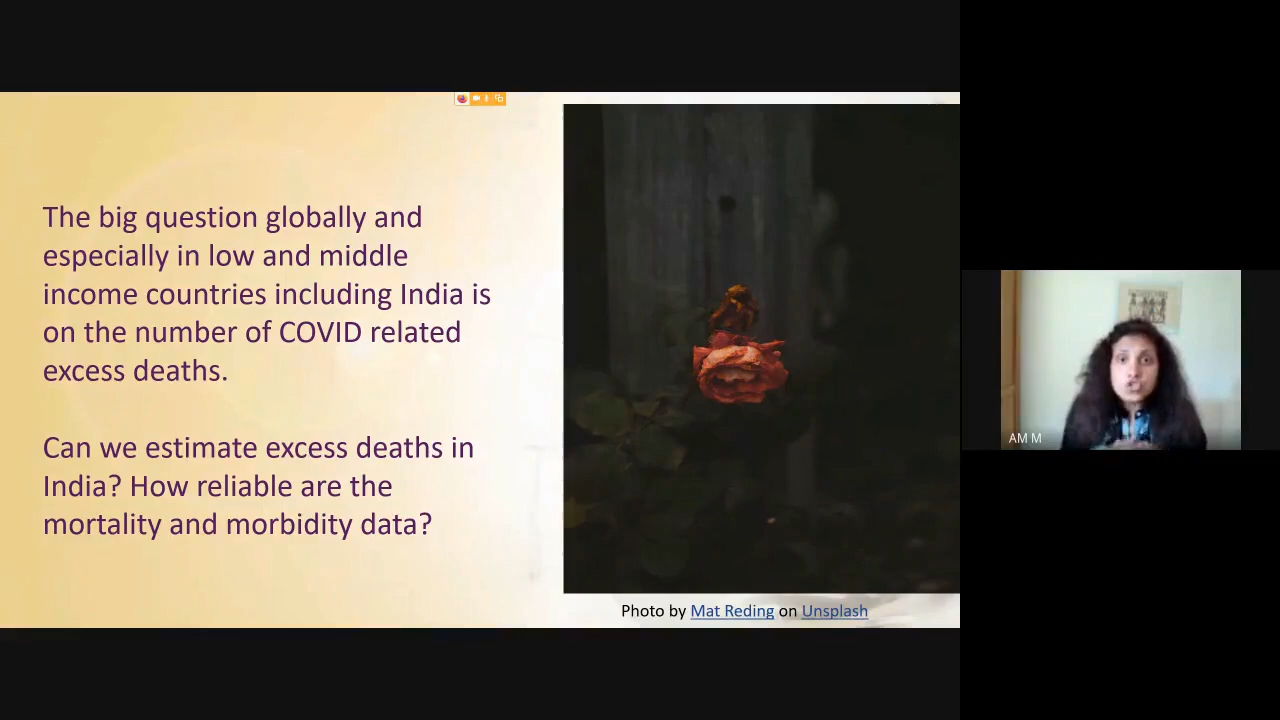 The big question globally and
especially in low and middle
income countries including India is
on the number of COVID related
excess deaths.
Can we estimate excess deaths in
India? How reliable are the
mortality and morbidity data?
Photo by Mat Reding on Unsplash
AM M